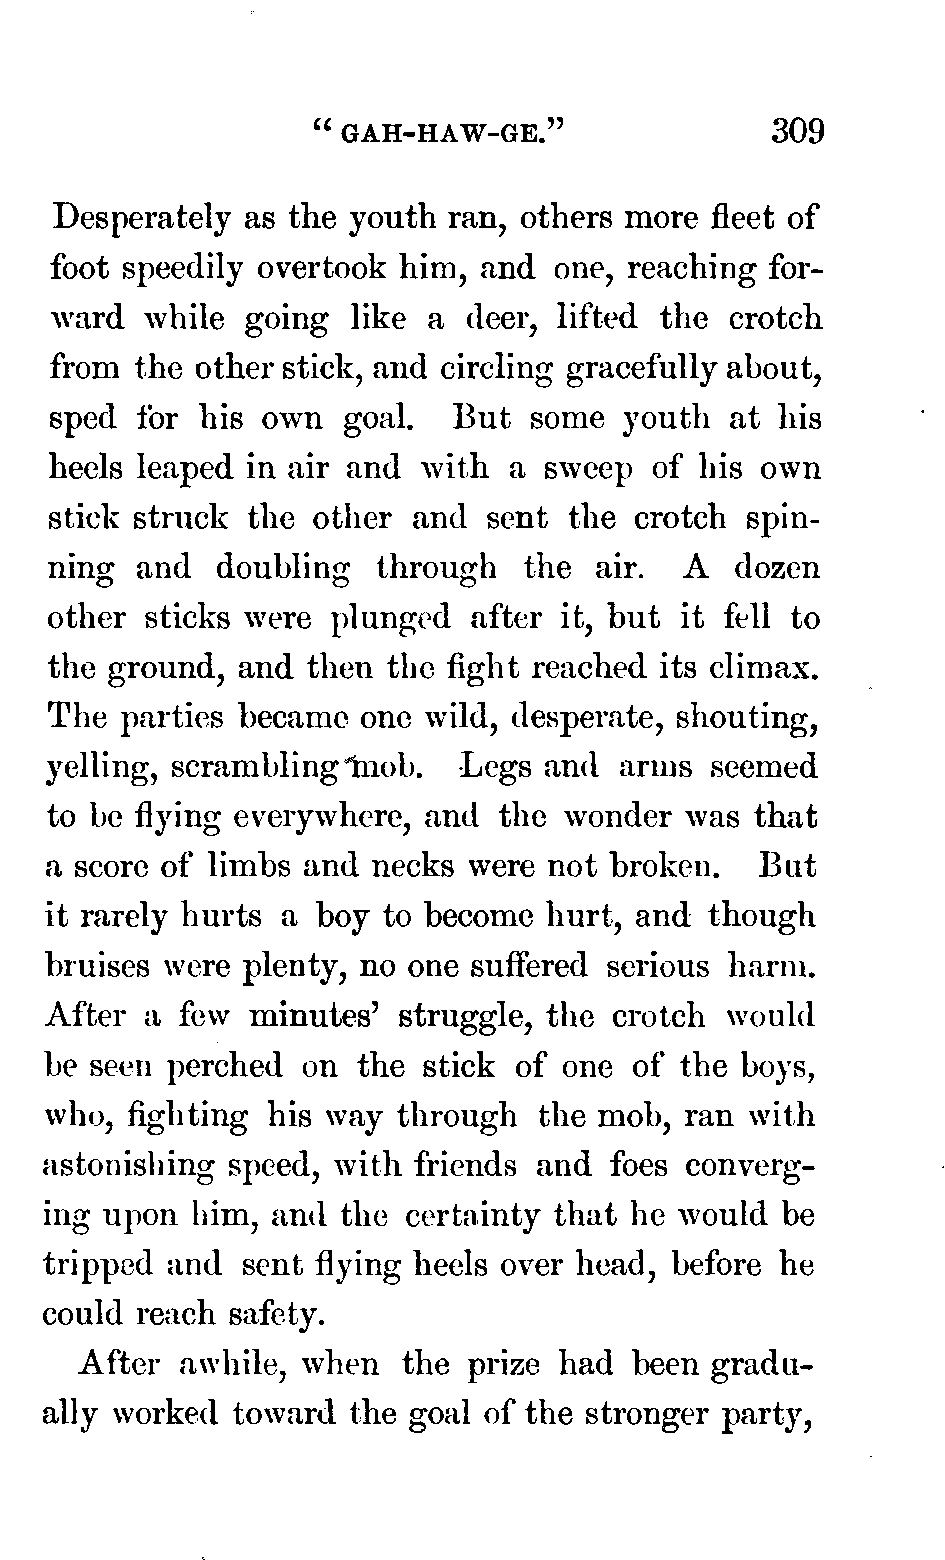 “ GAH-HAW-GE.” 309
Desperately as the youth ran, others more fleet of
foot speedily overtook him, and one, reaching for-
ward while going like a deer, lifted the crotch
from the other stick, and circling gracefully about,
sped for his own goal. But some youth at his
heels leaped in air and with a sweep of his own
stick struck the other and sent the crotch spin-
ning and doubling through the air. A dozen
other sticks were plunged after it, but it fell to
the ground, and then the fight reached its climax.
The parties became one wild, desperate, shouting,
yelling, scrambling mob. Legs and arms seemed
to be flying everywhere, and the wonder was that
a score of limbs and necks were not broken. But
it rarely hurts a boy to become hurt, and though
bruises were plenty, no one suffered serious harm.
After a few minutes’ struggle, the crotch would
be seen perched on the stick of one of the boys,
who, fighting his way through the mob, ran with
astonishing speed, with friends and foes converg-
ing upon him, and the certainty that he would be
tripped and sent flying heels over head, before he
could reach safety.
After awhile, when the prize had been gradu-
ally worked toward the goal of the stronger party,